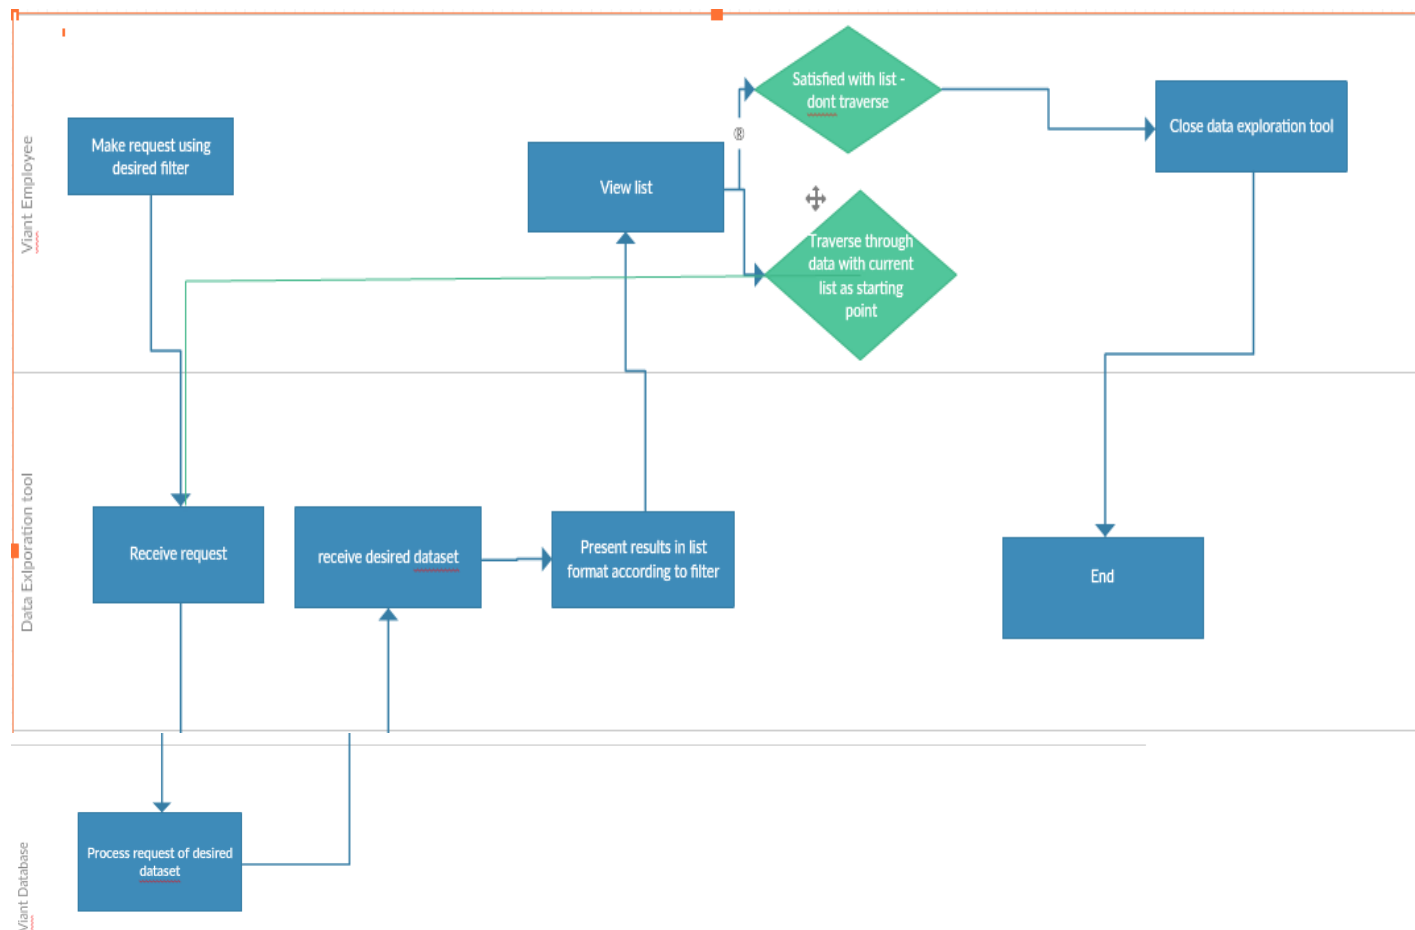 Viant Employee
Make request using
desired filter
View list
Satisfied with list -
dont traverse
®
Close data exploration tool
Traverse through
data with current
list as starting
point
Data Exlporation tool
Receive request
receive desired dataset
Present results in list
format according to filter
End
Viant Database
Process request of desired
dataset